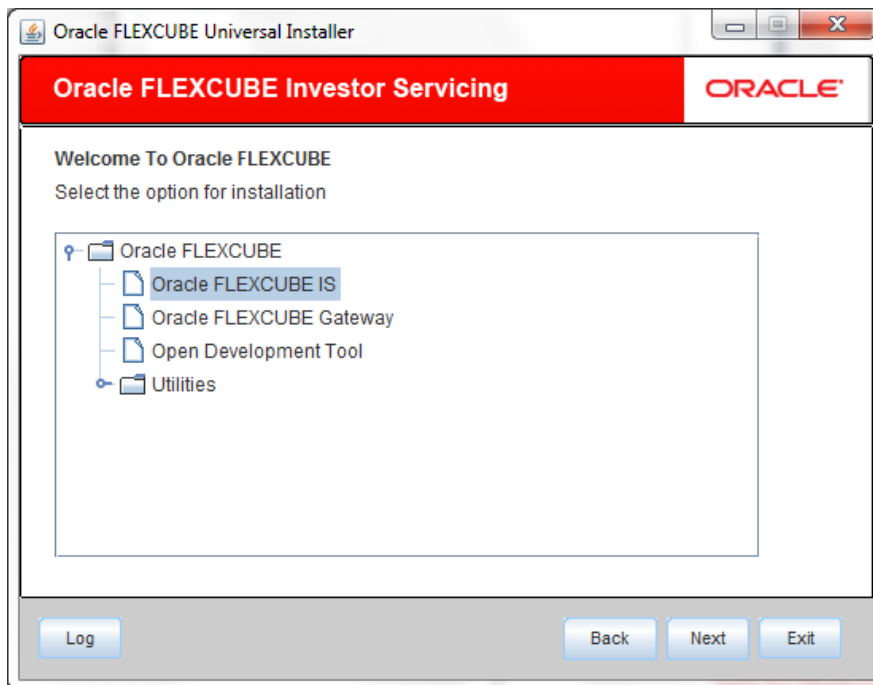 Oracle FLEXCUBE Universal Installer
Oracle FLEXCUBE Investor Servicing
ORACLE
Welcome To Oracle FLEXCUBE
Select the option for installation
Oracle FLEXCUBE
Oracle FLEXCUBE IS
Oracle FLEXCUBE Gateway
Open Development Tool
Utilities
Log Back Next Exit